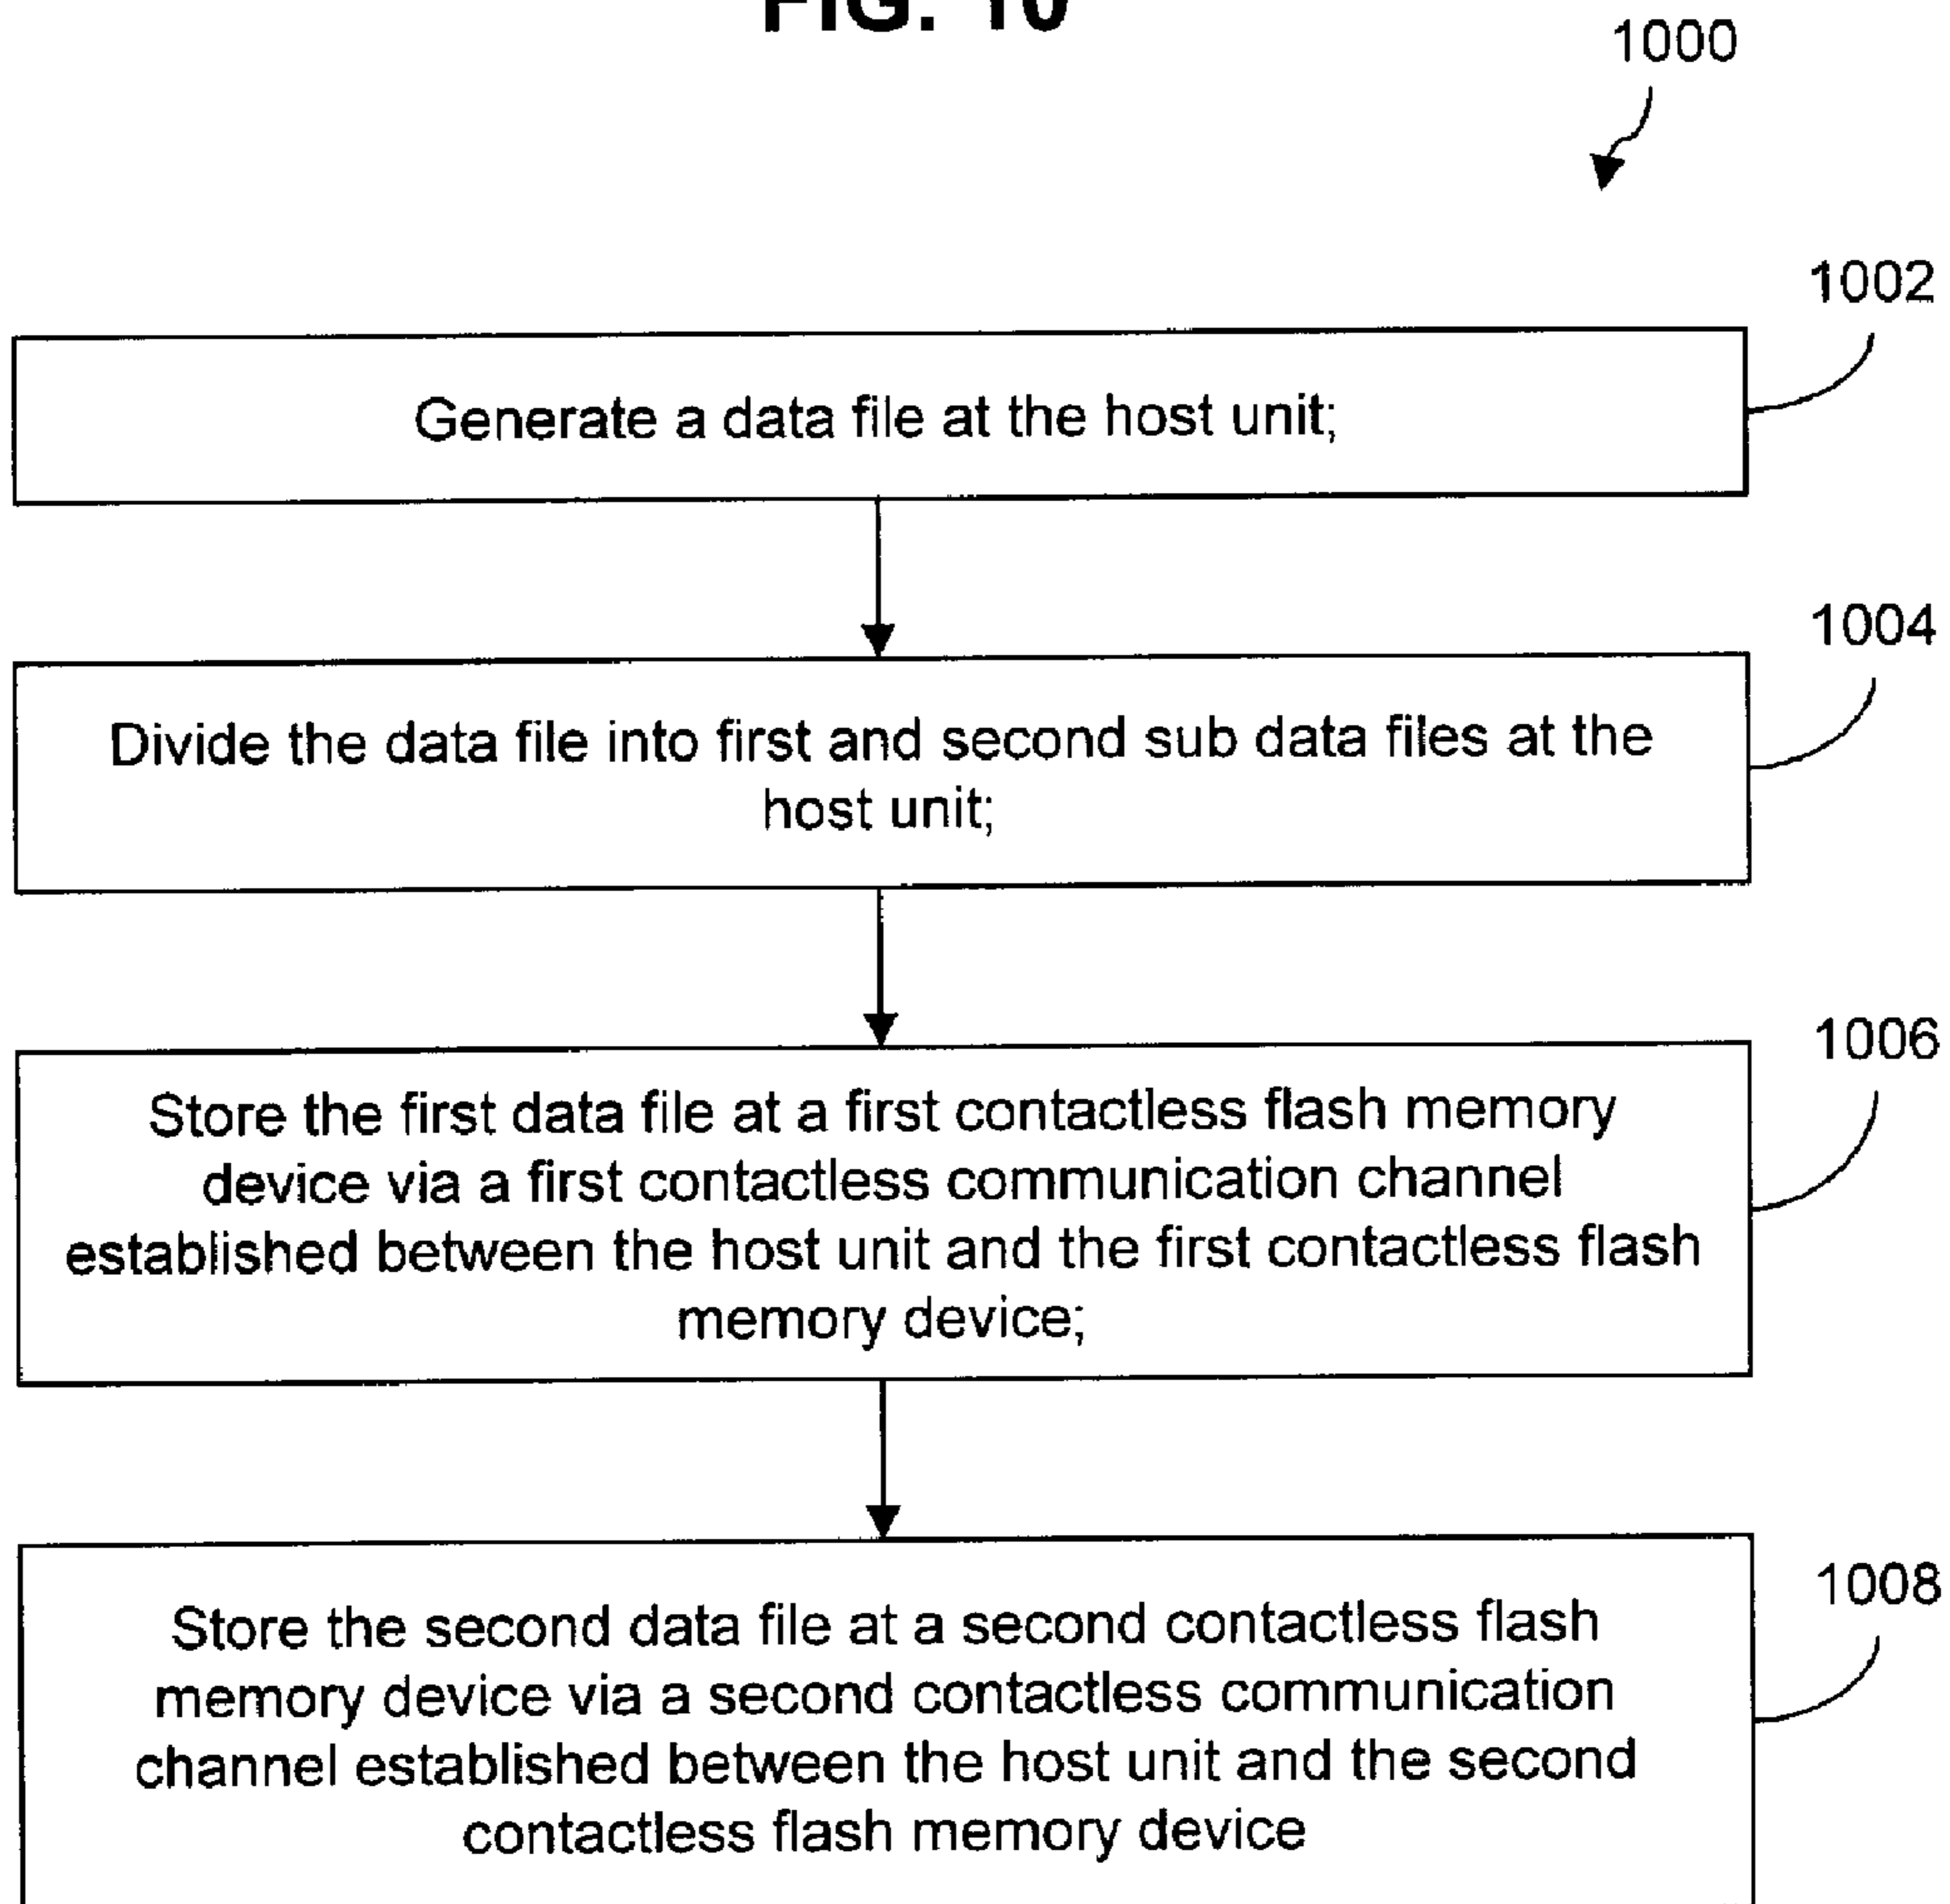 FIG. 10
1000
1002
Generate a data file at the host unit;
1004
Divide the data file into first and second sub data files at the
host unit;
1006
Store the first data file at a first contactless flash memory
device via a first contactless communication channel
established between the host unit and the first contactless flash
memory device;
1008
Store the second data file at a second contactless flash
memory device via a second contactless communication
channel established between the host unit and the second
contactless flash memory device